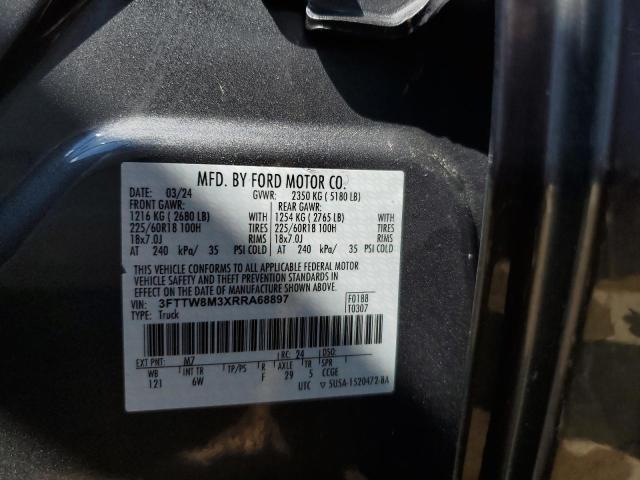 MFD. BY FORD MOTOR CO.
DATE: 03/24 GVWR: 2350 KG ( 5180 LB)
FRONT GAWR: REAR GAWR:
1216 KG ( 2680 LB) WITH 1254 KG ( 2765 LB) WITH
225/60R18 100H TIRES 225/60R18 100H TIRES
18x7.0J RIMS 18x7.0J RIMS
AT 240 kPa/ 35 PSI COLD AT 240 kPa/ 35 PSI COLD
THIS VEHICLE CONFORMS TO ALL APPLICABLE FEDERAL MOTOR
VEHICLE SAFETY AND THEFT PREVENTION STANDARDS IN
EFFECT ON THE DATE OF MANUFACTURE SHOWN ABOVE.
VIN: 3FTTW8M3XRRA68897 F0188
TYPE: Truck T0307
EXT PNT: M7 RC: 24 DSO:
WB INT TR TP/PS R AXLE TR SPR
121 6W F 29 5 CCGE
UTC ▽ 5U5A-1520472-BA